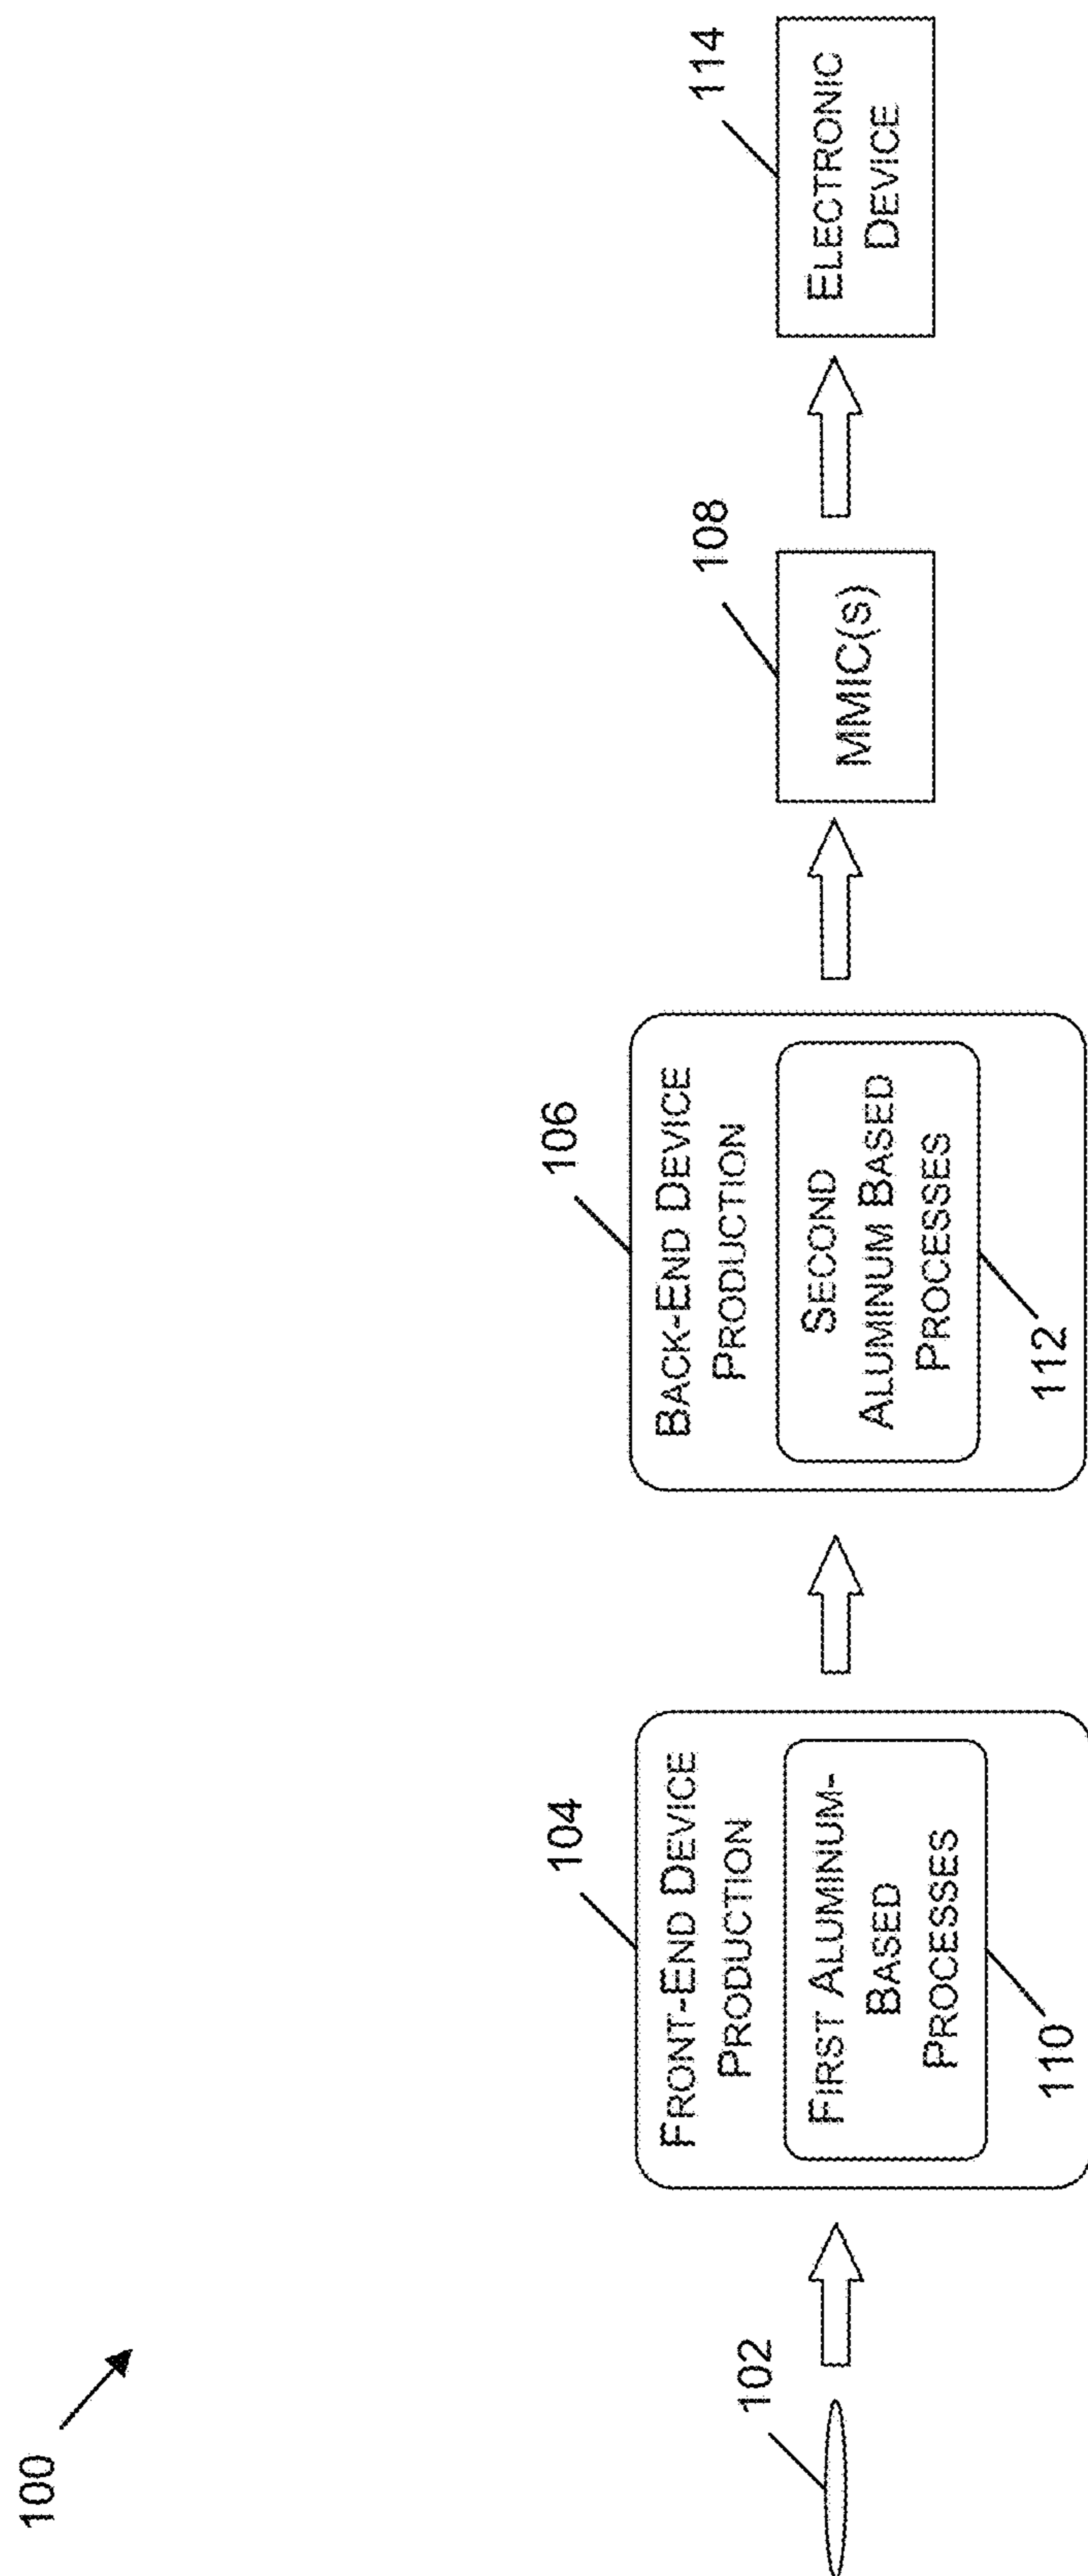 100
102
104
FRONT-END DEVICE
PRODUCTION
FIRST ALUMINUM-
BASED
PROCESSES
110
106
BACK-END DEVICE
PRODUCTION
SECOND
ALUMINUM BASED
PROCESSES
112
108
MMIC(S)
114
ELECTRONIC
DEVICE